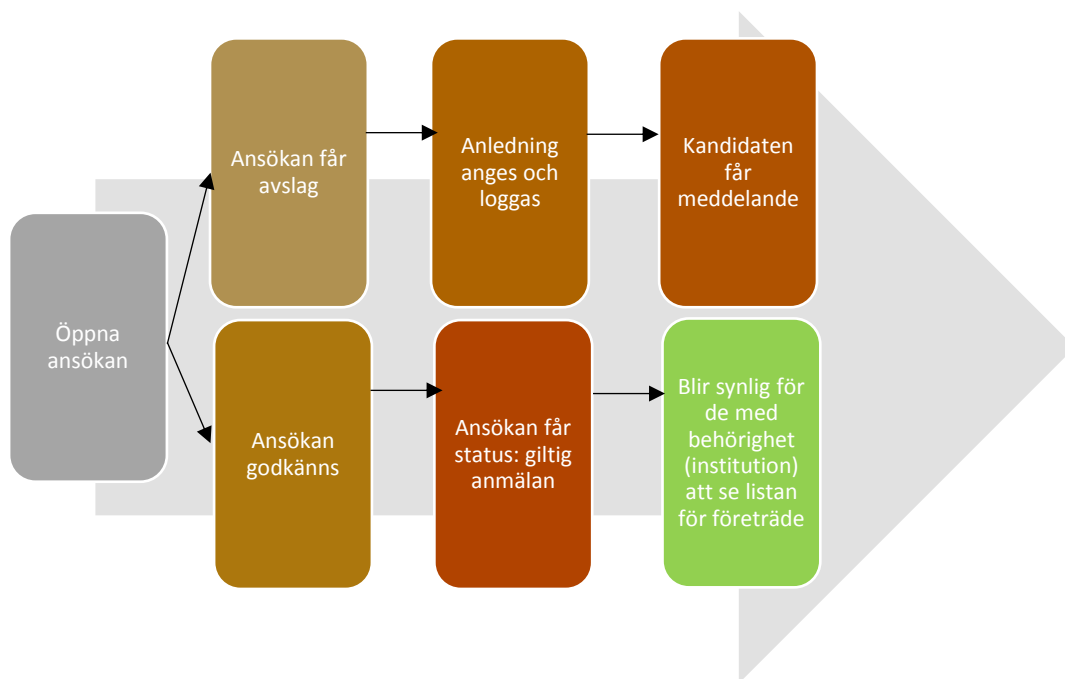 Öppna
ansökan
Ansökan får
avslag
Anledning
anges och
loggas
Kandidaten
får
meddelande
Ansökan
godkänns
Ansökan får
status: giltig
anmälan
Blir synlig för
de med
behörighet
(institution)
att se listan
för företräde